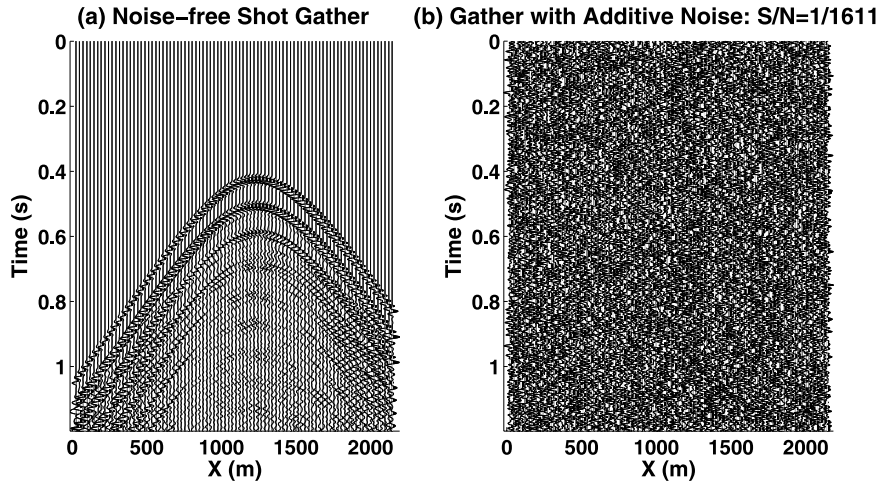 (a) Noise–free Shot Gather
0
0.2
0.4
0.6
0.8
1
Time (s)
0 500 1000 1500 2000
X (m)
(b) Gather with Additive Noise: S/N=1/1611
0
0.2
0.4
0.6
0.8
1
Time (s)
0 500 1000 1500 2000
X (m)